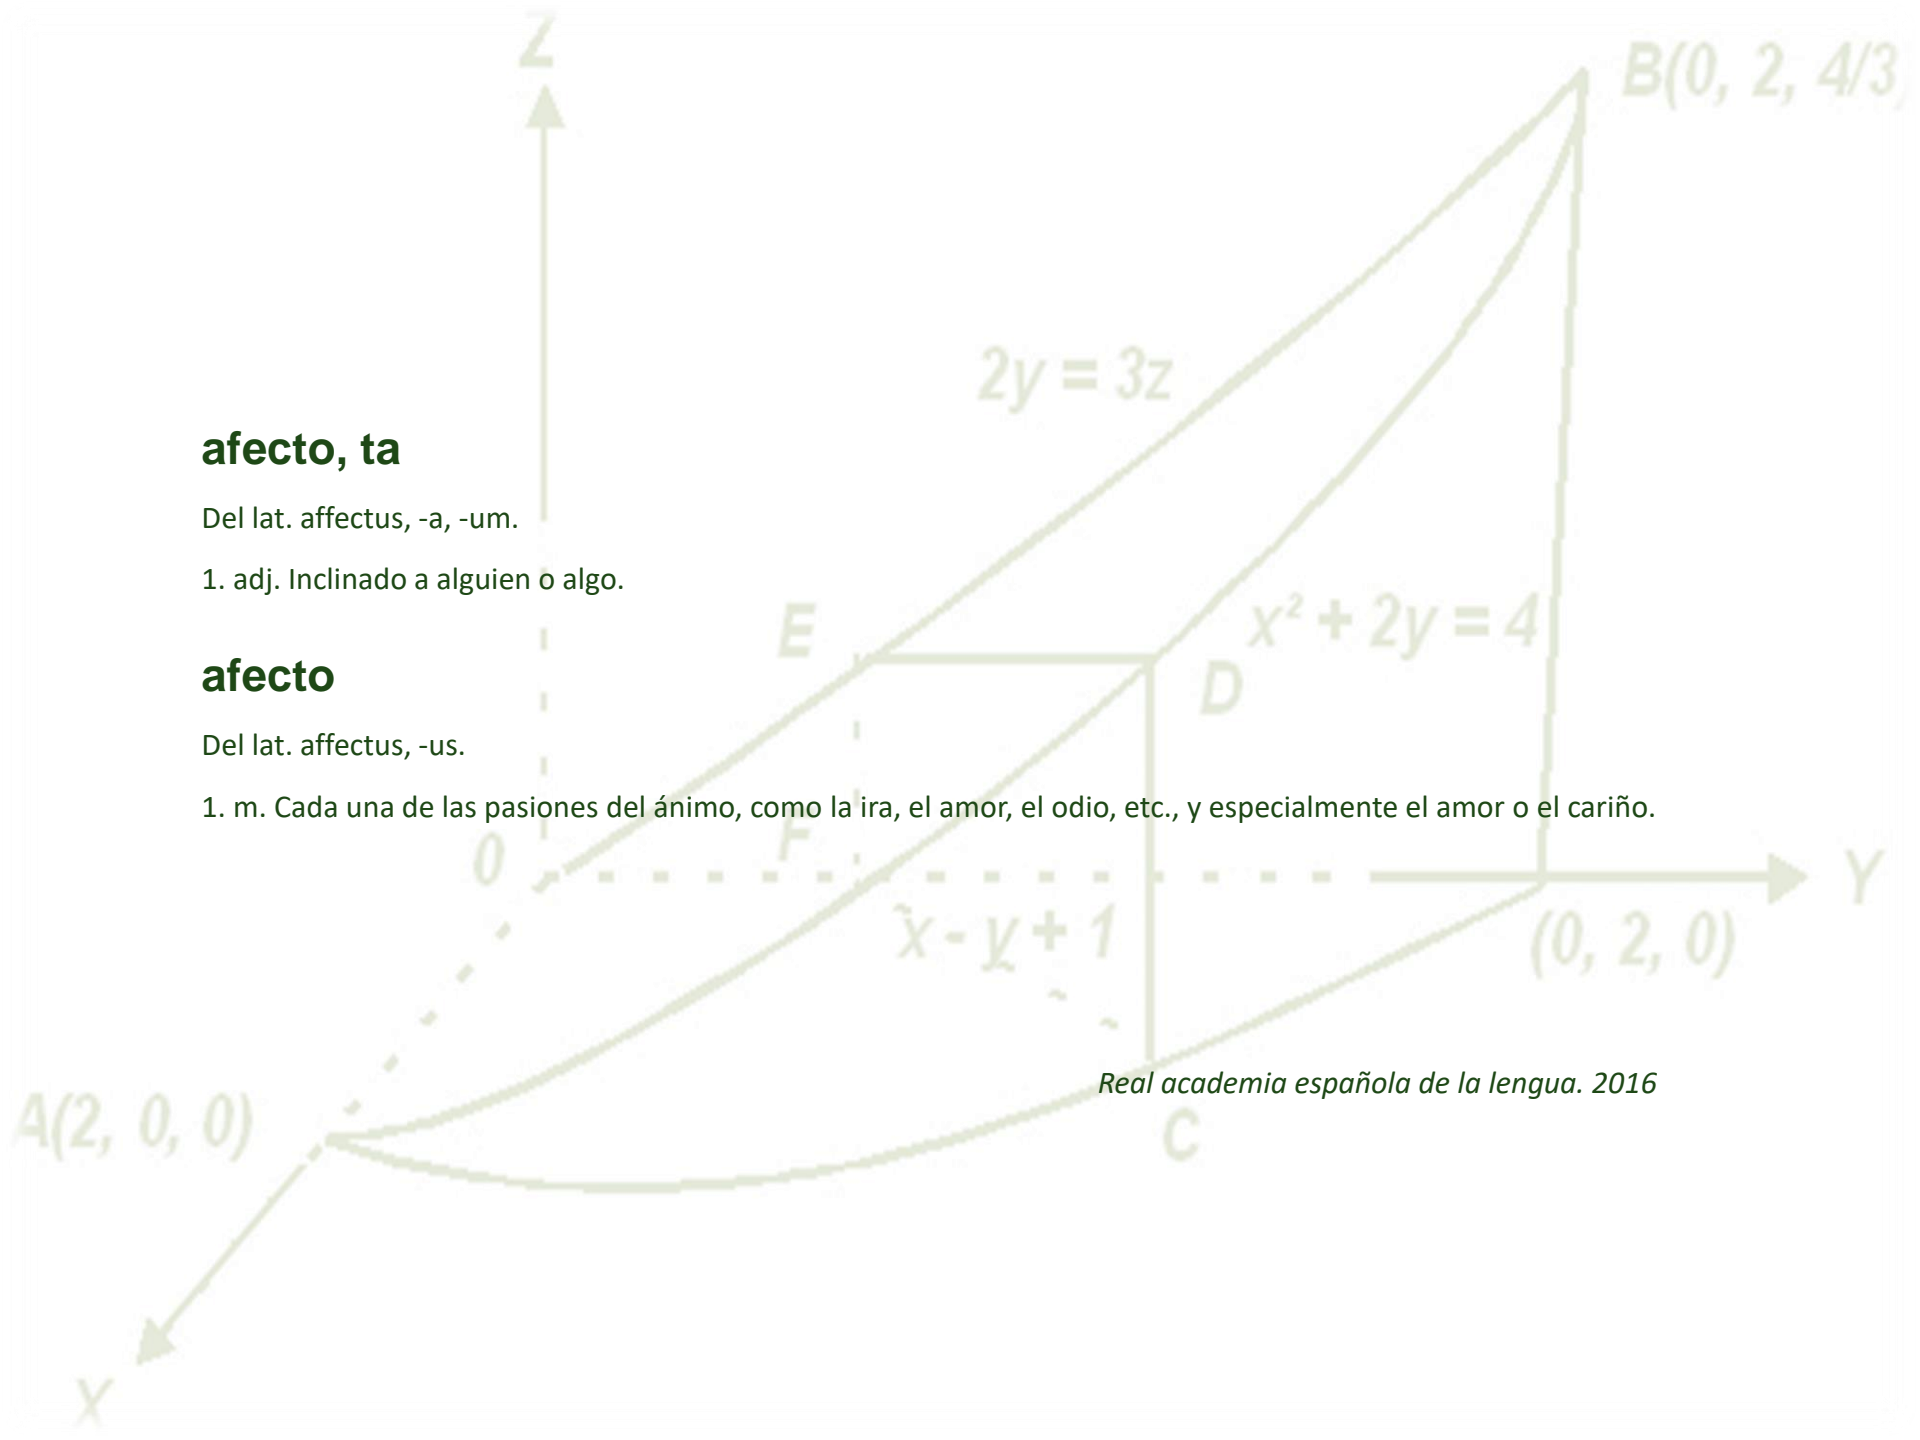 Z
B(0, 2, 4/3)
2y = 3z
afecto, ta
Del lat. affectus, -a, -um.
1. adj. Inclinado a alguien o algo.
E
x² + 2y = 4
D
afecto
Del lat. affectus, -us.
1. m. Cada una de las pasiones del ánimo, como la ira, el amor, el odio, etc., y especialmente el amor o el cariño.
F
0
Y
x - y + 1
(0, 2, 0)
Real academia española de la lengua. 2016
A(2, 0, 0)
C
X